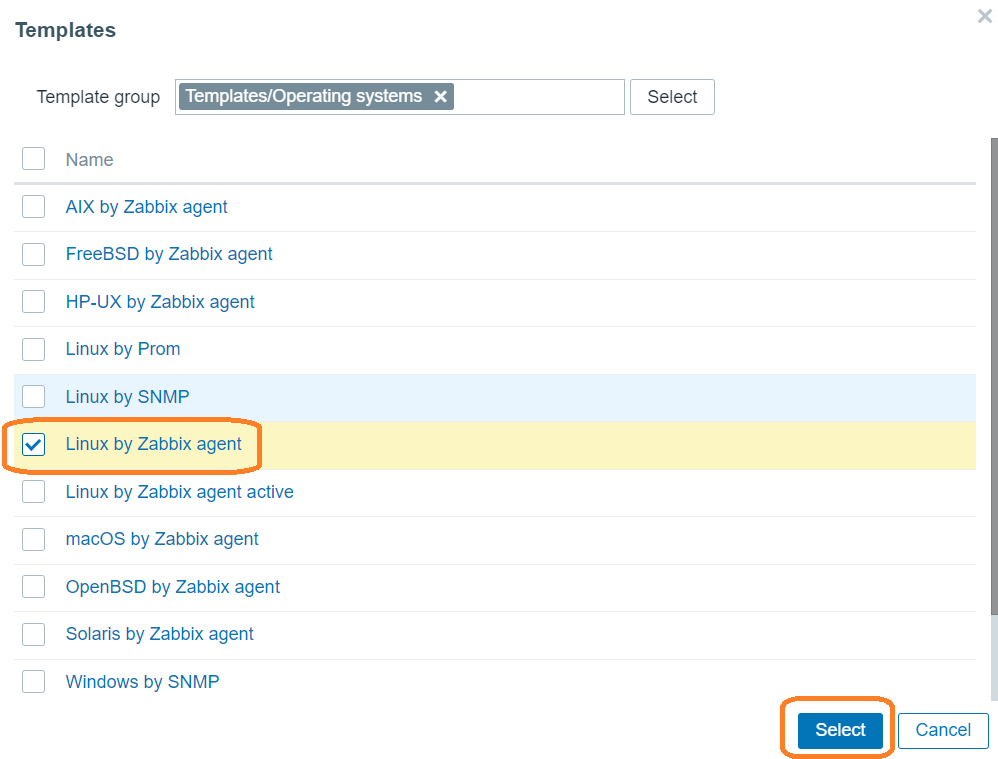 Templates
Template group Templates/Operating systems Select
Name
AIX by Zabbix agent
FreeBSD by Zabbix agent
HP-UX by Zabbix agent
Linux by Prom
Linux by SNMP
Linux by Zabbix agent
Linux by Zabbix agent active
macOS by Zabbix agent
OpenBSD by Zabbix agent
Solaris by Zabbix agent
Windows by SNMP
Select Cancel